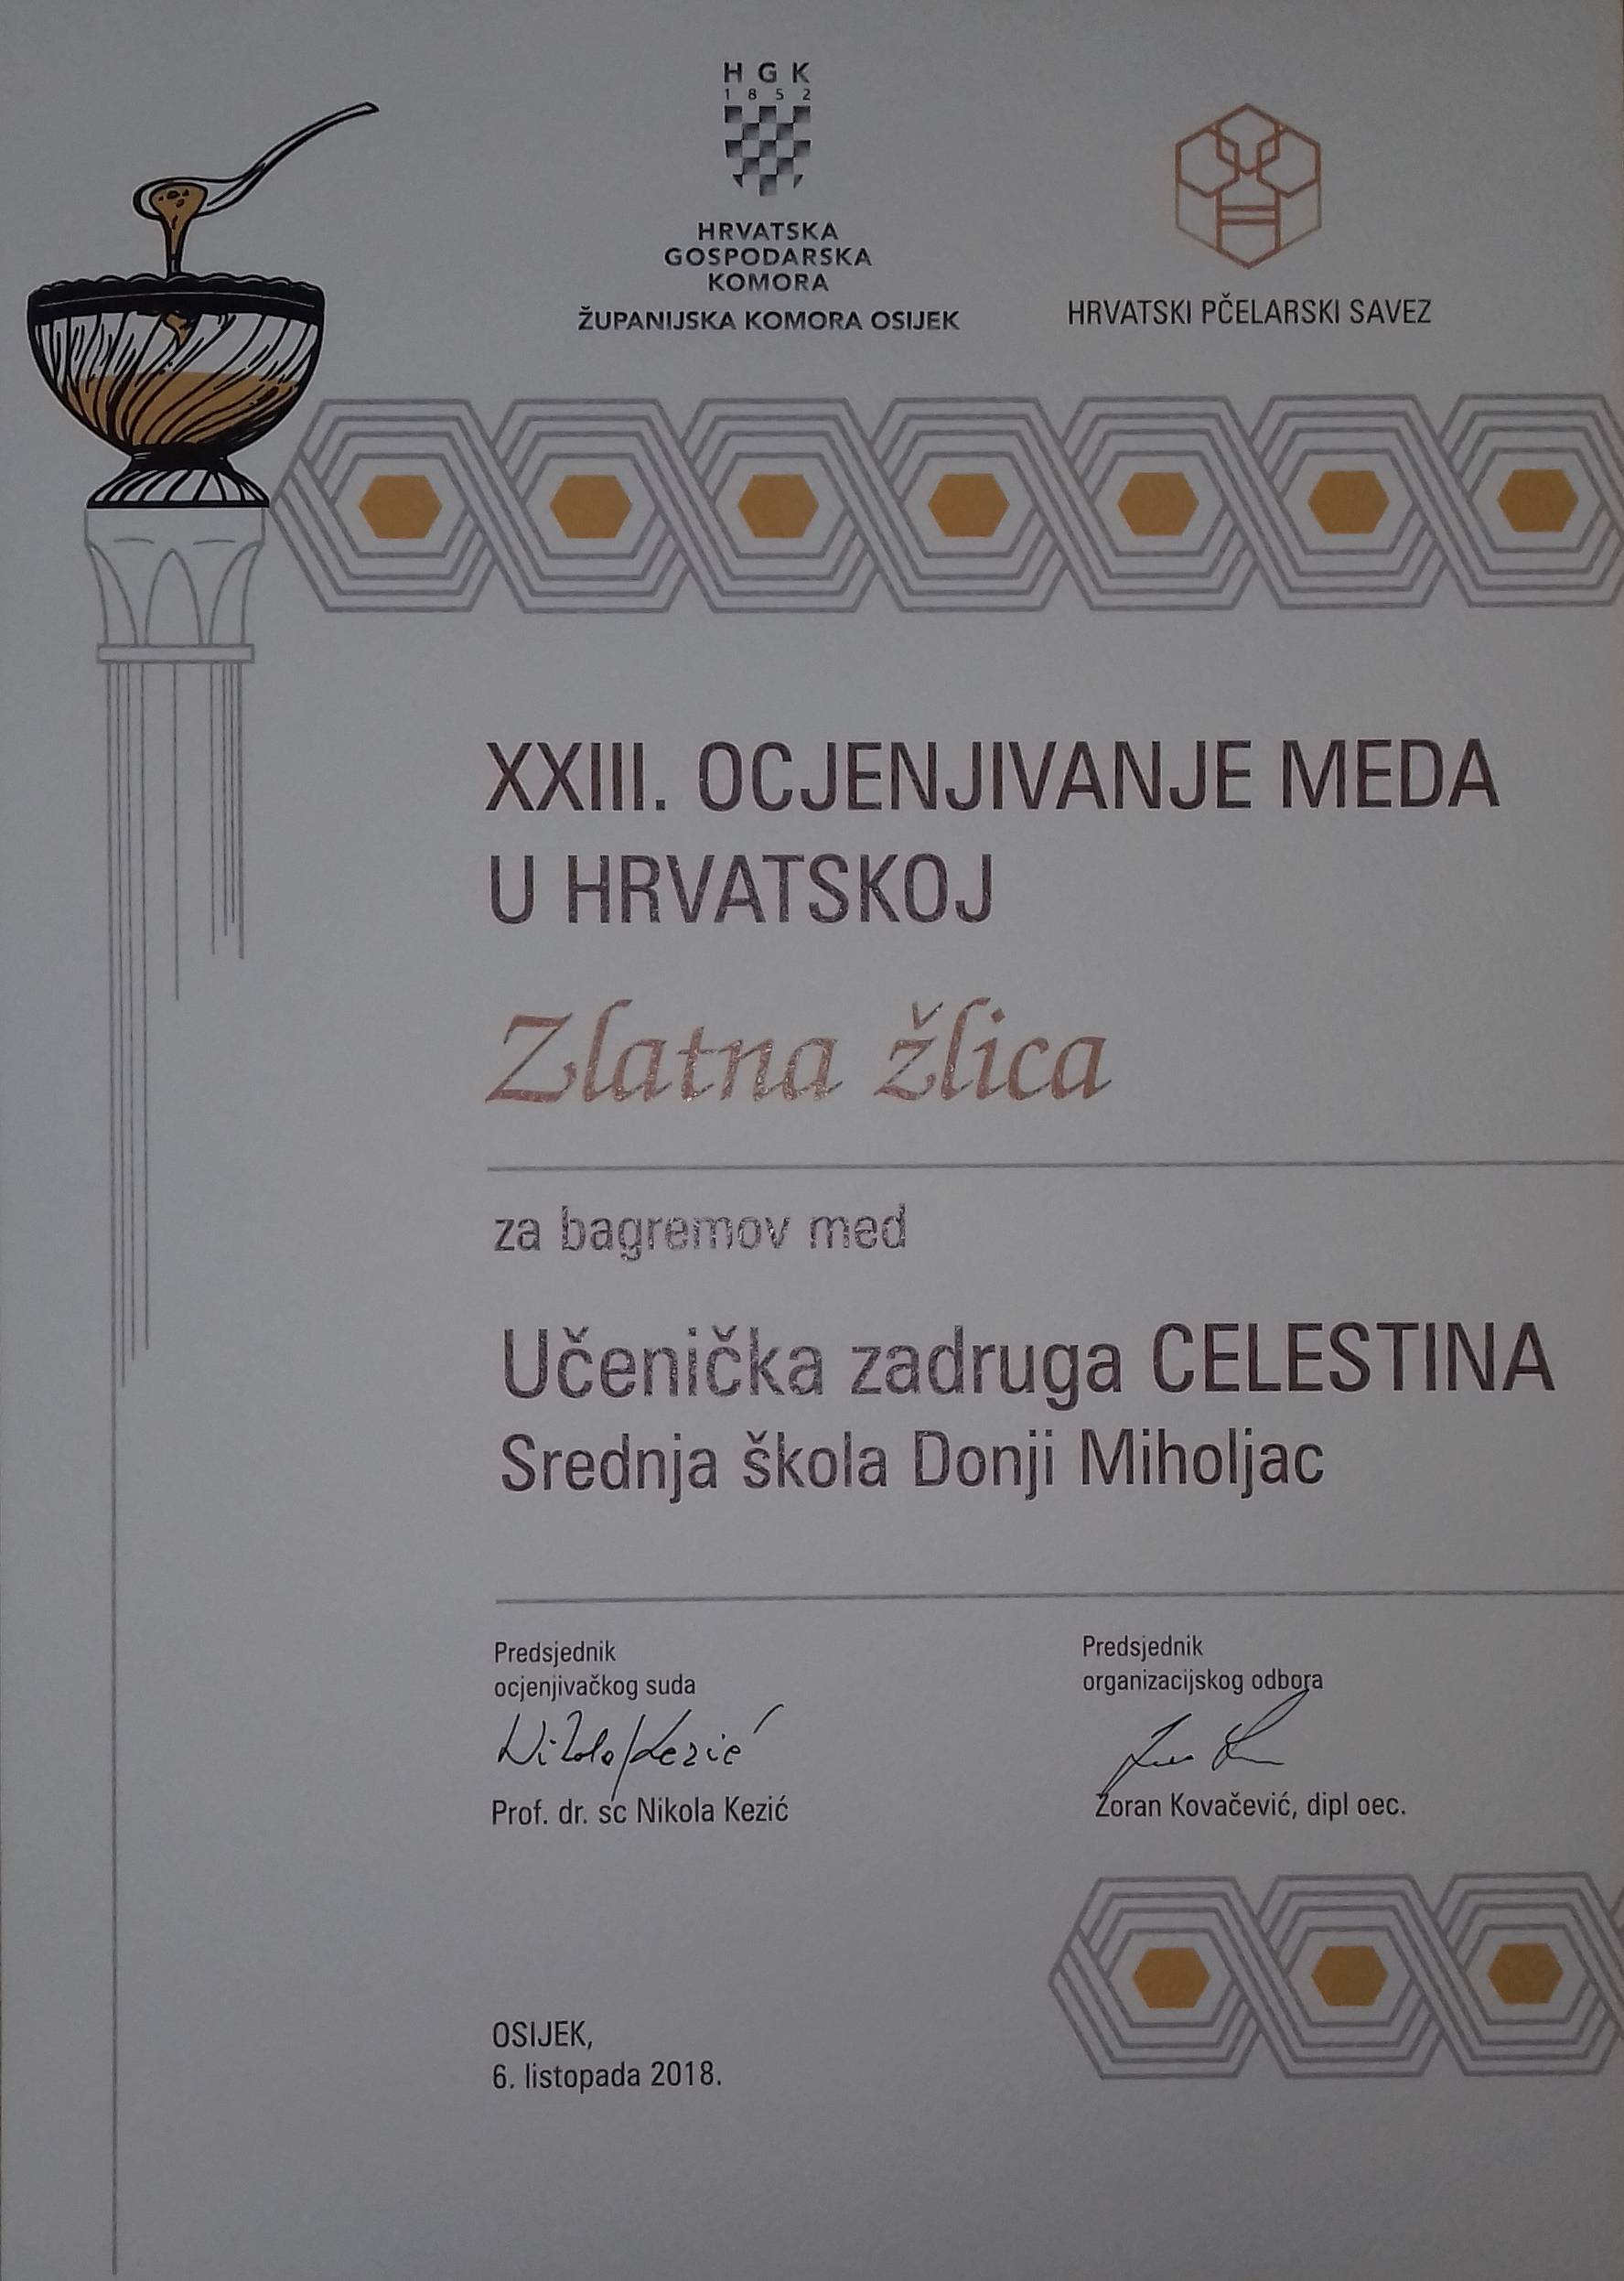 HGK
1852
HRVATSKA
GOSPODARSKA
KOMORA
ŽUPANIJSKA KOMORA OSIJEK
HRVATSKI PČELARSKI SAVEZ
XXIII. OCJENJIVANJE MEDA
U HRVATSKOJ
Zlatna žlica
za bagremov med
Učenička zadruga CELESTINA
Srednja škola Donji Miholjac
Predsjednik
ocjenjivačkog suda
Nikola Kezić
Prof. dr. sc Nikola Kezić
Predsjednik
organizacijskog odbora
Zoran Kovačević, dipl oec.
OSIJEK,
6. listopada 2018.